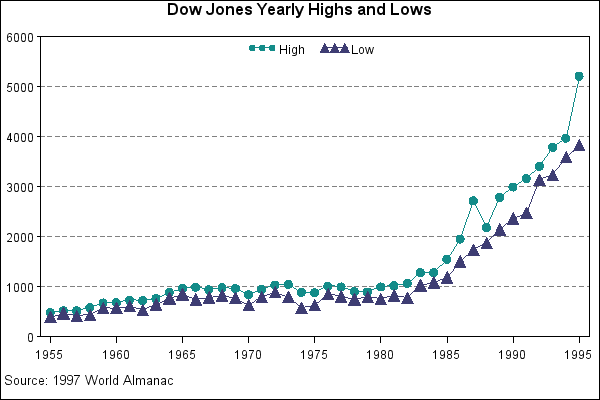 Dow Jones Yearly Highs and Lows
6000
High Low
5000
4000
3000
2000
1000
0
1955 1960 1965 1970 1975 1980 1985 1990 1995
Source: 1997 World Almanac